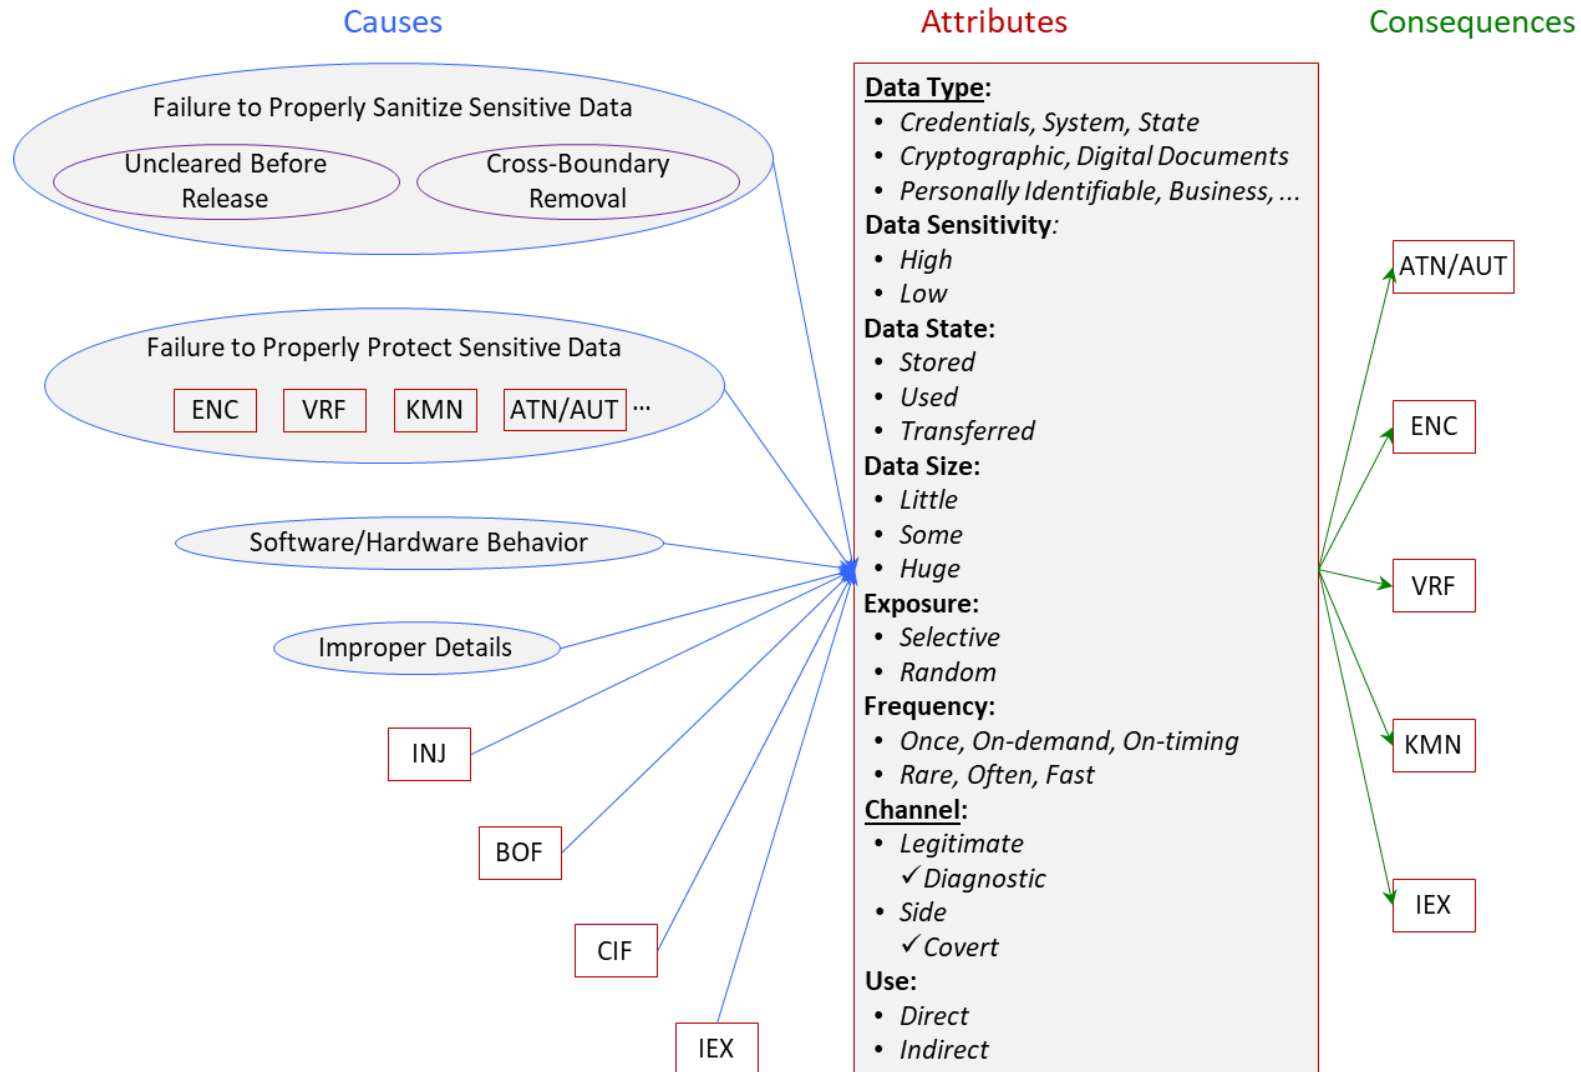 Causes
Attributes
Consequences
Failure to Properly Sanitize Sensitive Data
Uncleared Before
Release
Cross-Boundary
Removal
Failure to Properly Protect Sensitive Data
ENC
VRF
KMN
ATN/AUT ...
Software/Hardware Behavior
Improper Details
INJ
BOF
CIF
IEX
Data Type:
• Credentials, System, State
• Cryptographic, Digital Documents
• Personally Identifiable, Business, ...
Data Sensitivity:
• High
• Low
Data State:
• Stored
• Used
• Transferred
Data Size:
• Little
• Some
• Huge
Exposure:
• Selective
• Random
Frequency:
• Once, On-demand, On-timing
• Rare, Often, Fast
Channel:
• Legitimate
✓ Diagnostic
• Side
✓ Covert
Use:
• Direct
• Indirect
ATN/AUT
ENC
VRF
KMN
IEX